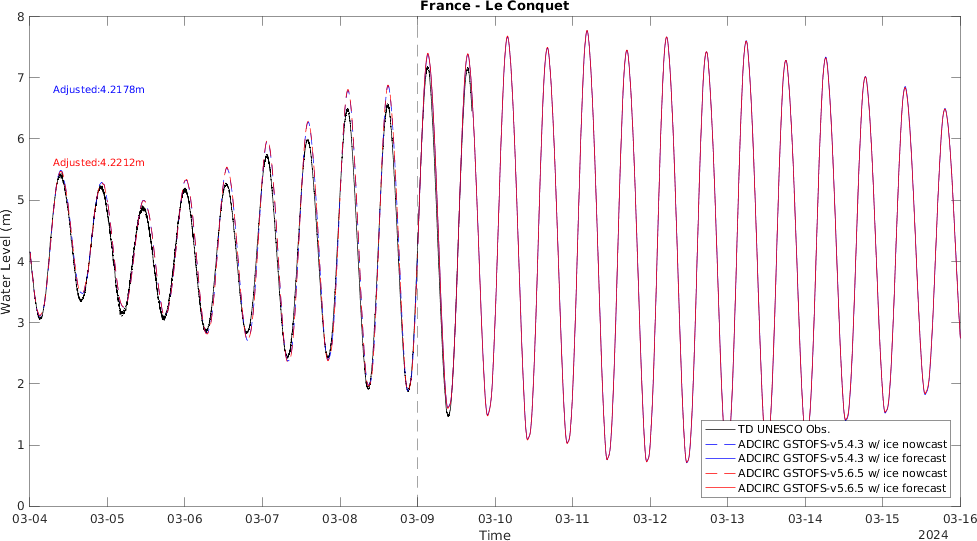 France - Le Conquet
8
7
6
5
4
3
2
1
0
Water Level (m)
Adjusted:4.2178m
Adjusted:4.2212m
TD UNESCO Obs.
ADCIRC GSTOFS-v5.4.3 w/ ice nowcast
ADCIRC GSTOFS-v5.4.3 w/ ice forecast
ADCIRC GSTOFS-v5.6.5 w/ ice nowcast
ADCIRC GSTOFS-v5.6.5 w/ ice forecast
03-04 03-05 03-06 03-07 03-08 03-09 03-10 03-11 03-12 03-13 03-14 03-15 03-16
Time
2024